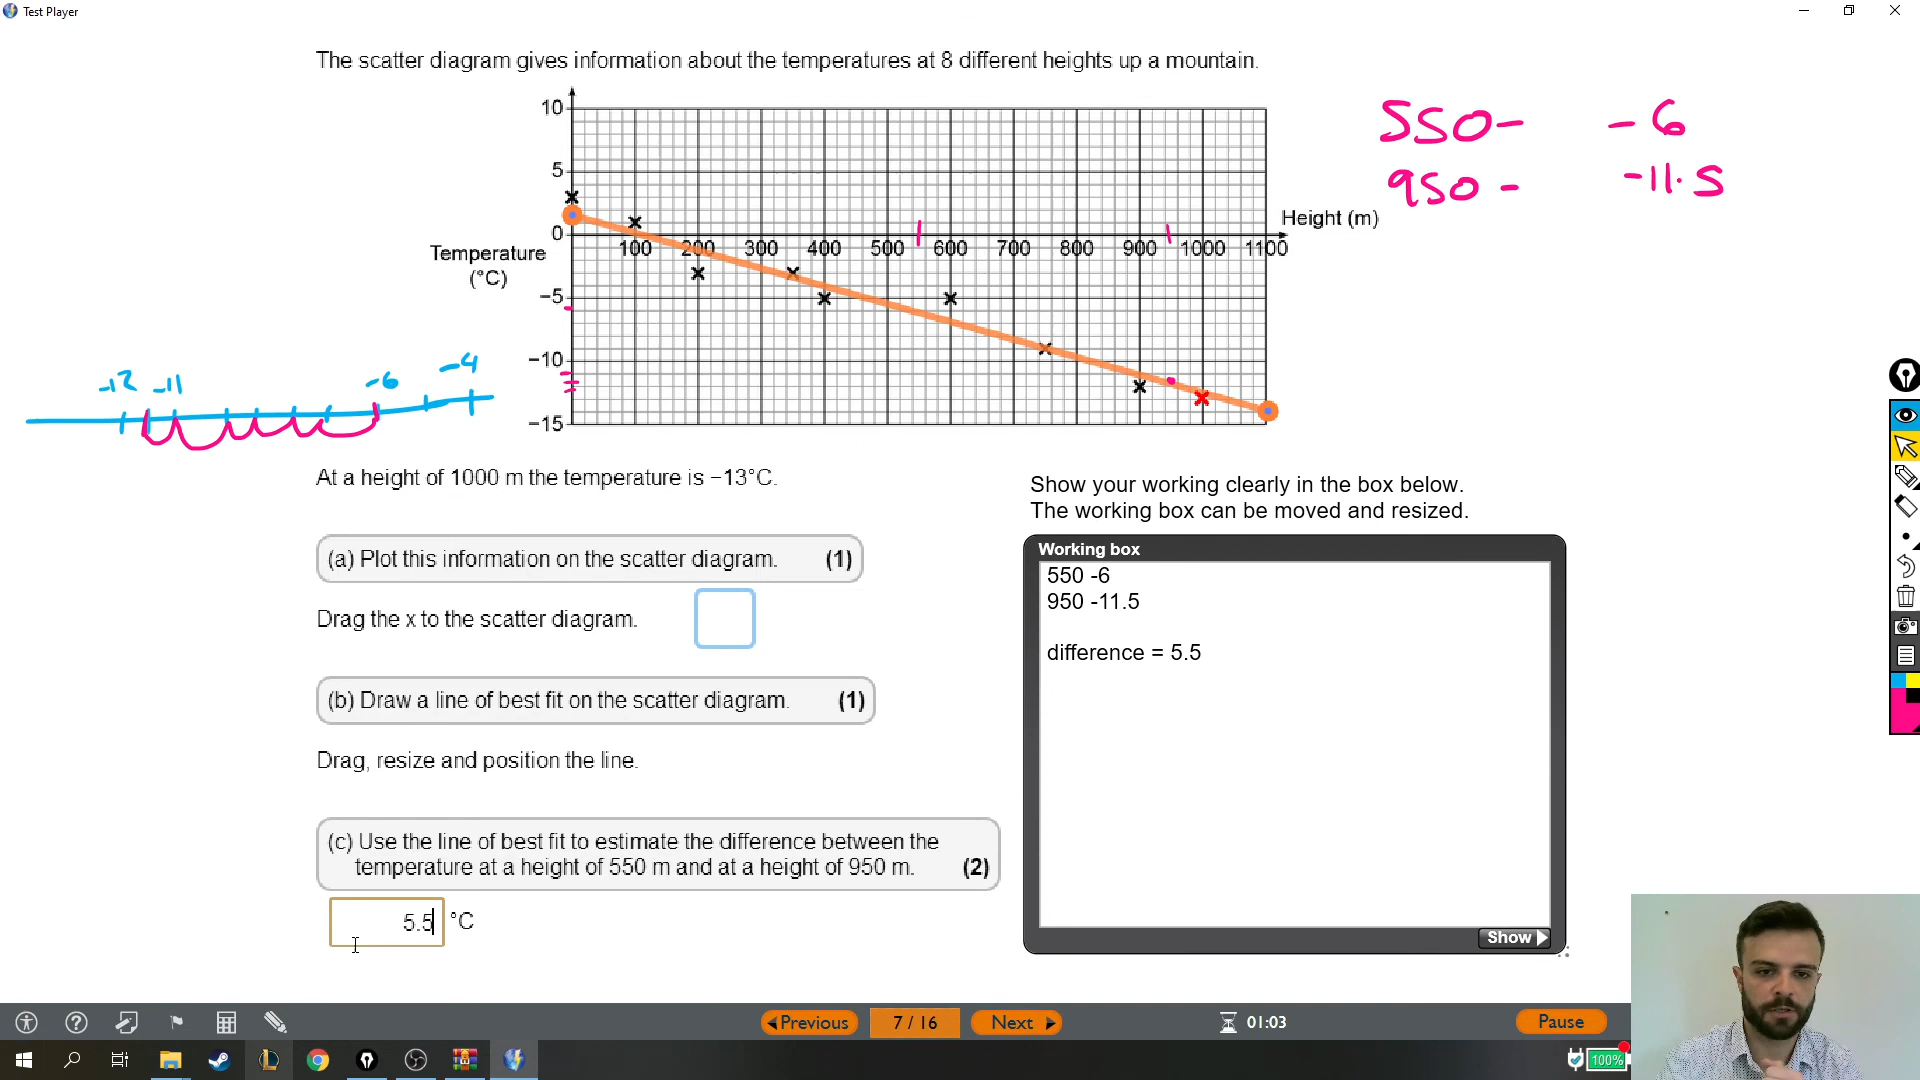 Test Player
The scatter diagram gives information about the temperatures at 8 different heights up a mountain.
550- -6
950- -11.5
10
5
0
-5
-10
-15
Height (m)
100 200 300 400 500 600 700 800 900 1000 1100
Temperature
(°C)
-12 -11 -6 -4
At a height of 1000 m the temperature is −13°C.
(a) Plot this information on the scatter diagram. (1)
Drag the x to the scatter diagram.
(b) Draw a line of best fit on the scatter diagram. (1)
Drag, resize and position the line.
(c) Use the line of best fit to estimate the difference between the
temperature at a height of 550 m and at a height of 950 m. (2)
5.5 °C
Show your working clearly in the box below.
The working box can be moved and resized.
Working box
550 -6
950 -11.5
difference = 5.5
Show
Previous
7 / 16
Next
01:03
Pause
100%